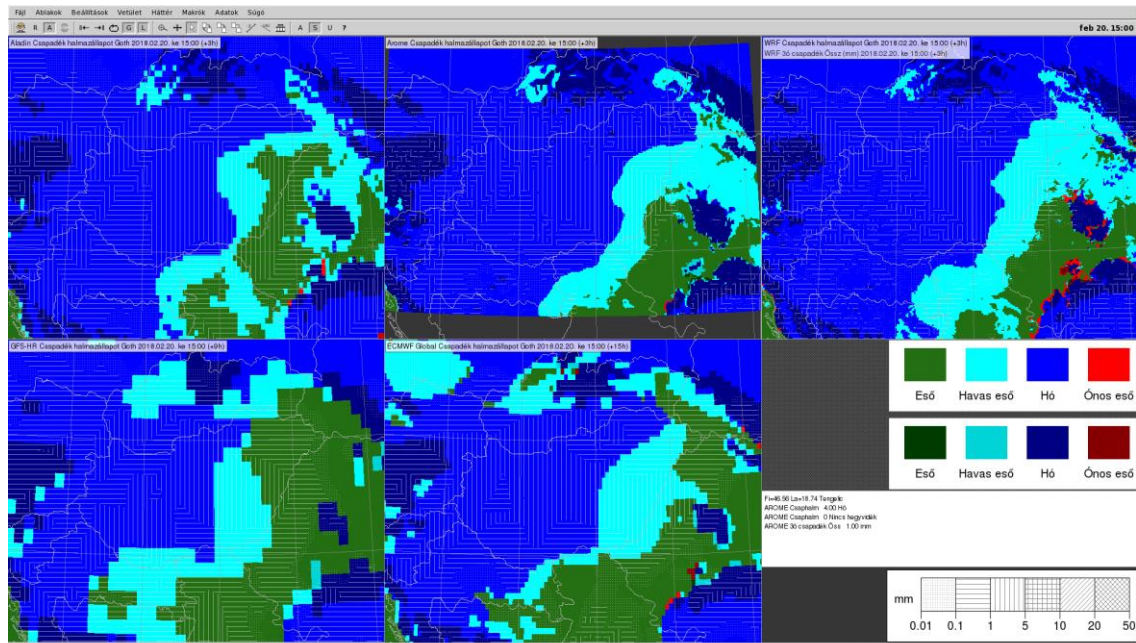 Fájl Ablakok Beállítások Vetület Háttér Makrók Adatok Súgó
R A G L A S U ? feb 20. 15:00
Aladin Csapadék halmazállapot Goth 2018.02.20. ke 15:00 (+3h)
Arome Csapadék halmazállapot Goth 2018.02.20. ke 15:00 (+3h)
WRF Csapadék halmazállapot Goth 2018.02.20. ke 15:00 (+3h)
WRF 36 csapadék Össz (mm) 2018.02.20. ke 15:00 (+3h)
GFS-HR Csapadék halmazállapot Goth 2018.02.20. ke 15:00 (+9h)
ECMWF Global Csapadék halmazállapot Goth 2018.02.20. ke 15:00 (+15h)
Eső Havas eső Hó Ónos eső
Eső Havas eső Hó Ónos eső
Fi=46.56 La=18.74 Tengelic
AROME Csaphalm 4.00 Hó
AROME Csaphalm 0 Nincs hegyvidék
AROME 36 csapadék Öss 1.00 mm
mm
0.01 0.1 1 5 10 20 50